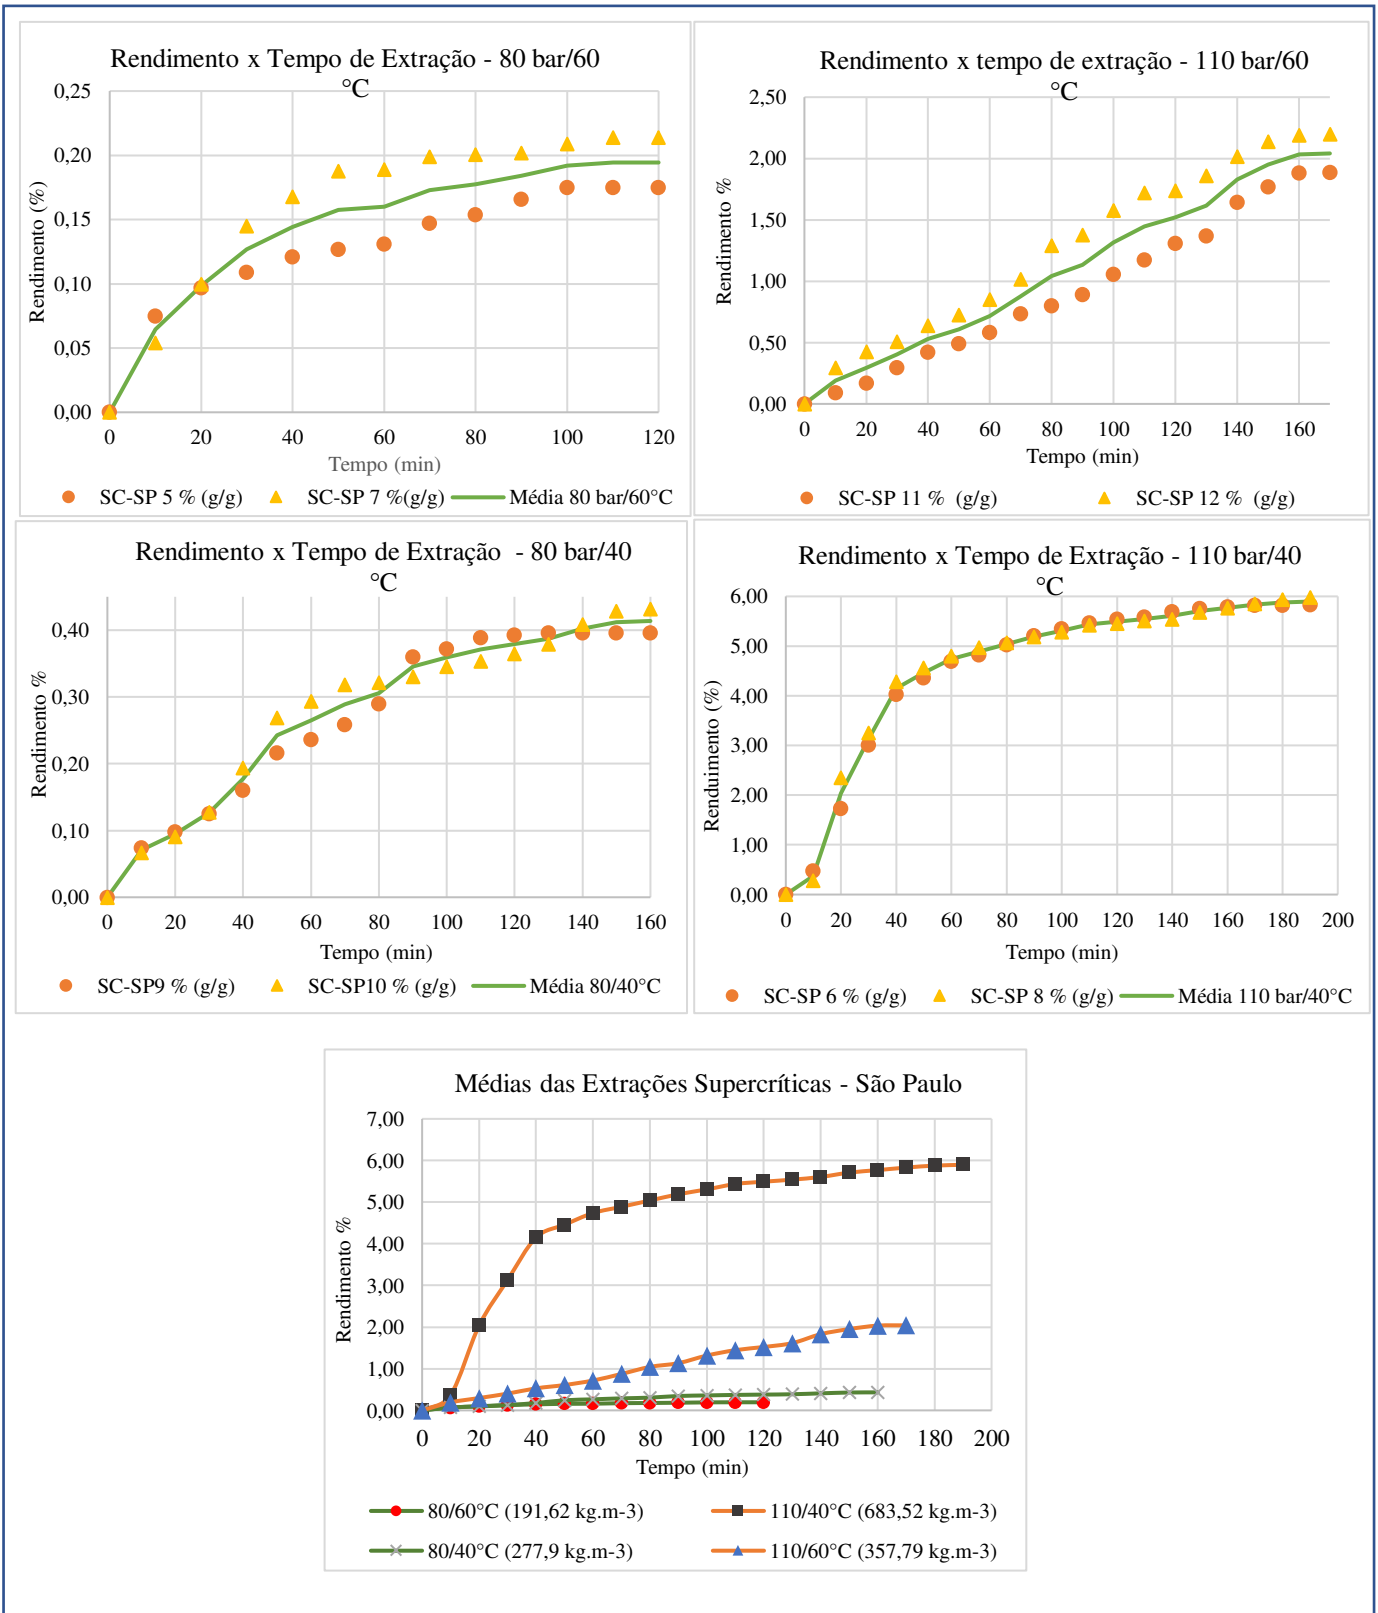 Rendimento x Tempo de Extração - 80 bar/60
°C
0,25
0,20
0,15
0,10
0,05
0,00
Rendimento (%)
0 20 40 60 80 100 120
Tempo (min)
SC-SP 5 % (g/g) SC-SP 7 %(g/g) Média 80 bar/60°C
Rendimento x tempo de extração - 110 bar/60
°C
2,50
2,00
1,50
1,00
0,50
0,00
Rendimento %
0 20 40 60 80 100 120 140 160
Tempo (min)
SC-SP 11 % (g/g) SC-SP 12 % (g/g)
Rendimento x Tempo de Extração - 80 bar/40
°C
0,40
0,30
0,20
0,10
0,00
Rendimento %
0 20 40 60 80 100 120 140 160
Tempo (min)
SC-SP9 % (g/g) SC-SP10 % (g/g) Média 80/40°C
Rendimento x Tempo de Extração - 110 bar/40
°C
6,00
5,00
4,00
3,00
2,00
1,00
0,00
Renduimento (%)
0 20 40 60 80 100 120 140 160 180 200
Tempo (min)
SC-SP 6 % (g/g) SC-SP 8 % (g/g) Média 110 bar/40°C
Médias das Extrações Supercríticas - São Paulo
7,00
6,00
5,00
4,00
3,00
2,00
1,00
0,00
Rendimento %
0 20 40 60 80 100 120 140 160 180 200
Tempo (min)
80/60°C (191,62 kg.m-3) 110/40°C (683,52 kg.m-3)
80/40°C (277,9 kg.m-3) 110/60°C (357,79 kg.m-3)